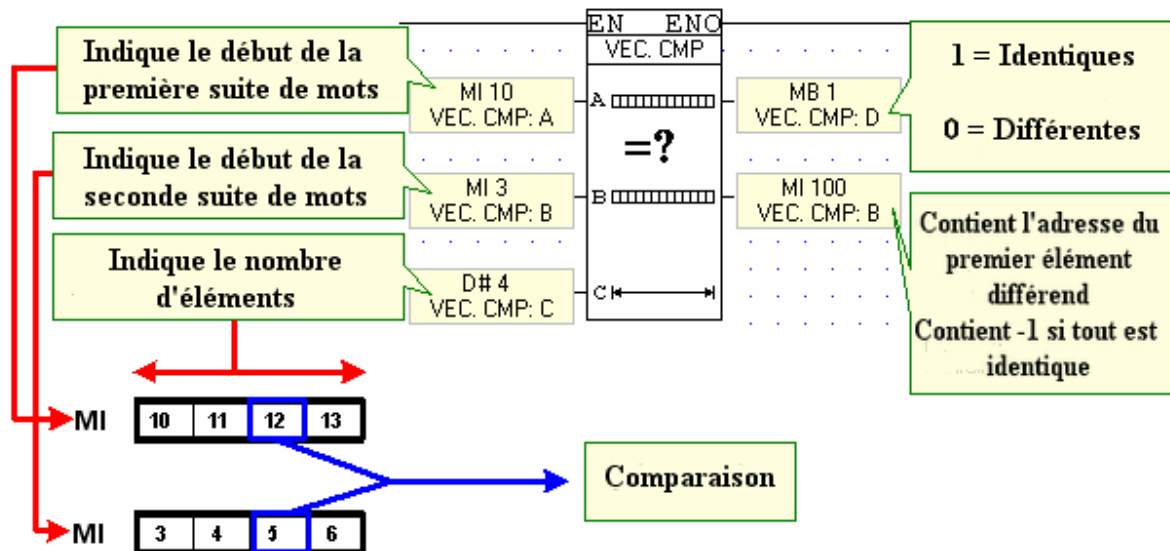 EN ENO
VEC. CMP
Indique le début de la
première suite de mots
MI 10
VEC. CMP: A
A
MB 1
VEC. CMP: D
1 = Identiques
0 = Différentes
=?
Indique le début de la
seconde suite de mots
MI 3
VEC. CMP: B
B
MI 100
VEC. CMP: B
Contient l'adresse du
premier élément
différend
Contient -1 si tout est
identique
Indique le nombre
d'éléments
D# 4
VEC. CMP: C
C
MI 10 11 12 13
Comparaison
MI 3 4 5 6